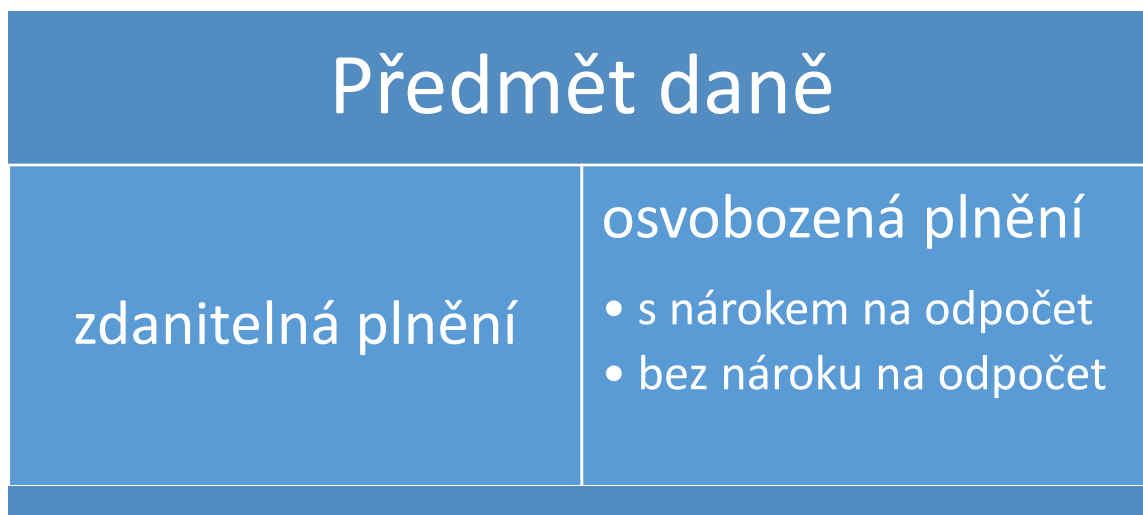 Předmět daně
zdanitelná plnění
osvobozená plnění
• s nárokem na odpočet
• bez nároku na odpočet